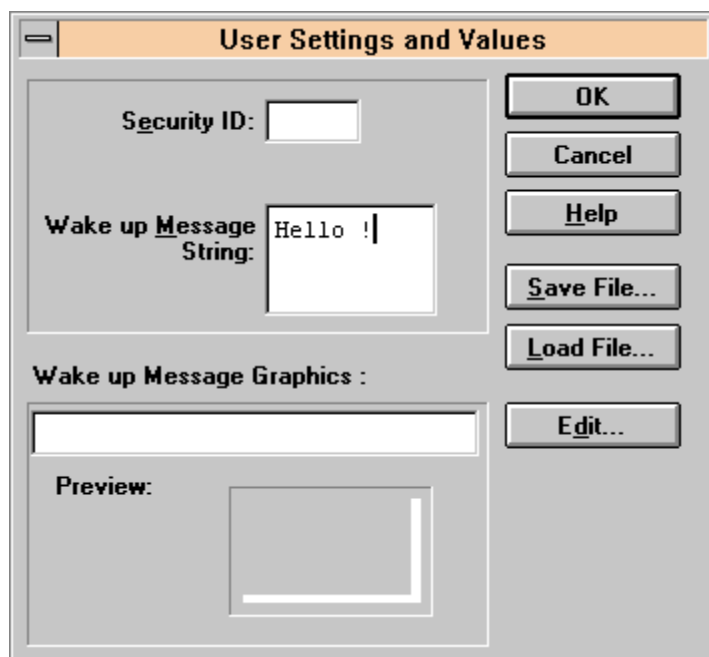 User Settings and Values
Security ID:
OK
Cancel
Wake up Message
String:
Hello !
Help
Save File...
Load File...
Wake up Message Graphics :
Edit...
Preview: